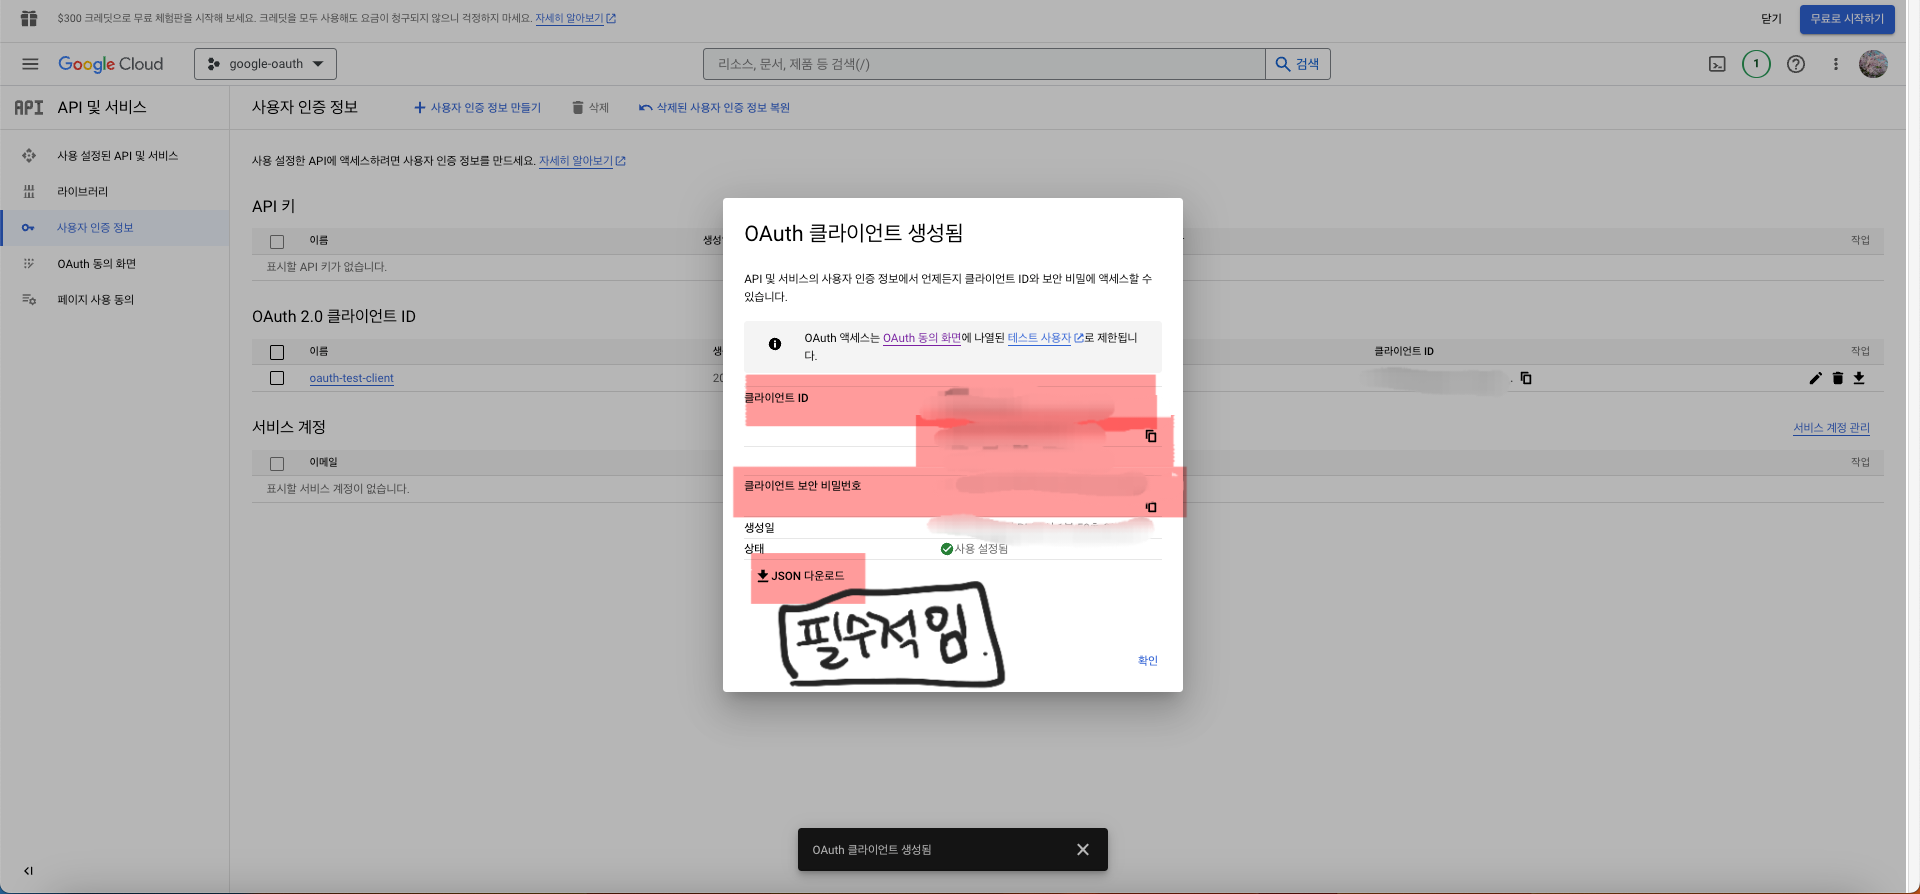 $300 크레딧으로 무료 체험판을 시작해 보세요. 크레딧을 모두 사용해도 요금이 청구되지 않으니 걱정하지 마세요. 자세히 알아보기
닫기
무료로 시작하기
Google Cloud
google-oauth
리소스, 문서, 제품 등 검색(/)
검색
1
API
API 및 서비스
사용자 인증 정보
사용자 인증 정보 만들기
삭제
삭제된 사용자 인증 정보 복원
사용 설정된 API 및 서비스
라이브러리
사용자 인증 정보
OAuth 동의 화면
페이지 사용 동의
사용 설정한 API에 액세스하려면 사용자 인증 정보를 만드세요. 자세히 알아보기
API 키
이름
작업
표시할 API 키가 없습니다.
OAuth 2.0 클라이언트 ID
이름
클라이언트 ID
작업
oauth-test-client
20
서비스 계정
서비스 계정 관리
이메일
작업
표시할 서비스 계정이 없습니다.
OAuth 클라이언트 생성됨
API 및 서비스의 사용자 인증 정보에서 언제든지 클라이언트 ID와 보안 비밀에 액세스할 수
있습니다.
OAuth 액세스는 OAuth 동의 화면에 나열된 테스트 사용자로 제한됩니
다.
클라이언트 ID
클라이언트 보안 비밀번호
생성일
상태
사용 설정됨
JSON 다운로드
필수적임.
확인
OAuth 클라이언트 생성됨